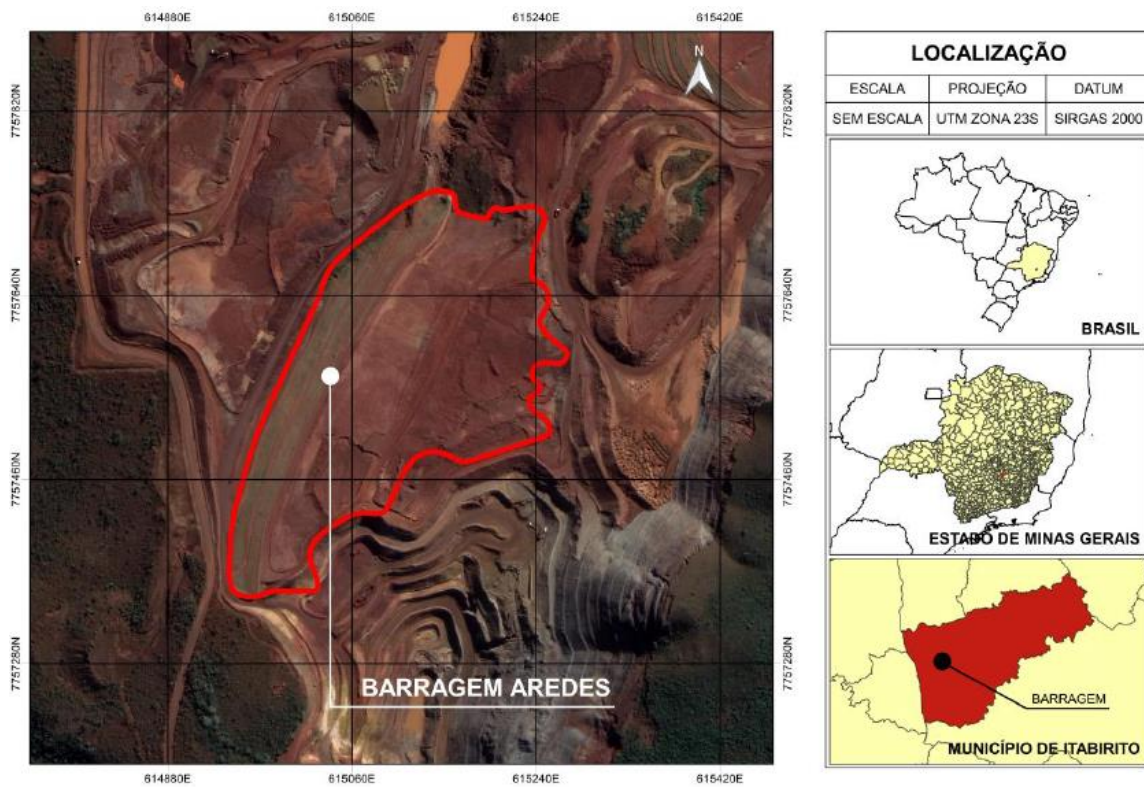 614880E
615060E
615240E
615420E
N
7757820N
7757820N
7757640N
7757640N
7757460N
7757460N
7757280N
7757280N
BARRAGEM AREDES
614880E
615060E
615240E
615420E
LOCALIZAÇÃO
ESCALA
PROJEÇÃO
DATUM
SEM ESCALA
UTM ZONA 23S
SIRGAS 2000
BRASIL
ESTADO DE MINAS GERAIS
BARRAGEM
MUNICÍPIO DE ITABIRITO